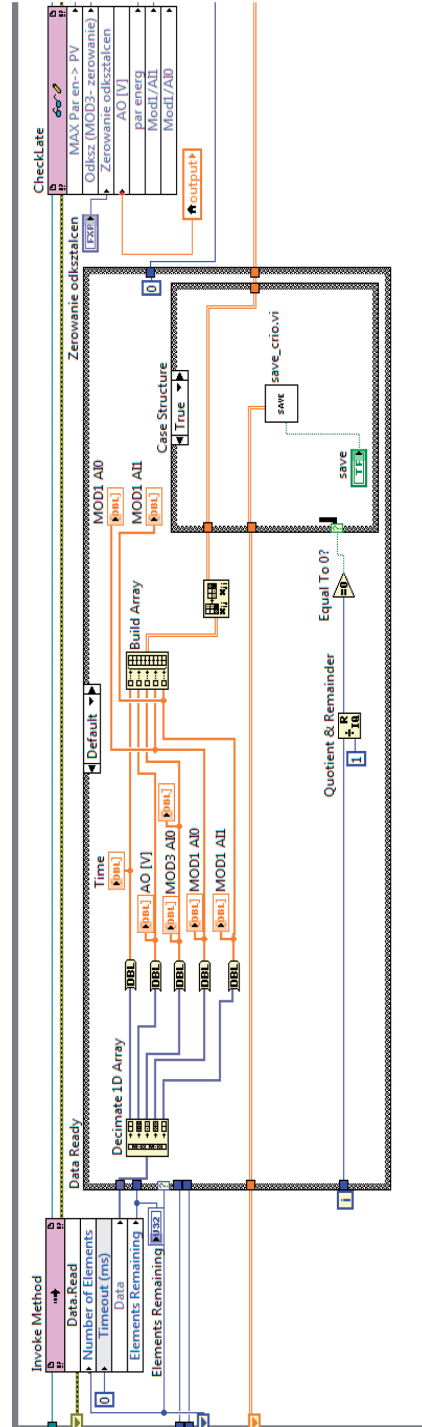 Invoke Method
Data.Read
Number of Elements
Timeout (ms)
Data
Elements Remaining
0
Elements Remaining
U32
Data Ready
Default
Decimate 1D Array
DBL
DBL
DBL
DBL
DBL
Time
DBL]
AO [V]
DBL]
MOD3 AI0
DBL]
MOD1 AI0
DBL]
MOD1 AI1
DBL]
DBL]
Build Array
MOD1 AI0
DBL]
MOD1 AI1
DBL]
Case Structure
True
save_crio.vi
SAVE
save
TF
Equal To 0?
=0
Quotient & Remainder
R
IQ
1
i
0
Zerowanie odkształcen
FXP
CheckLate
MAX Par en-> PV
Odksz (MOD3- zerowanie)
Zerowanie odkształcen
AO [V]
par energ
Mod1/AI1
Mod1/AI0
output